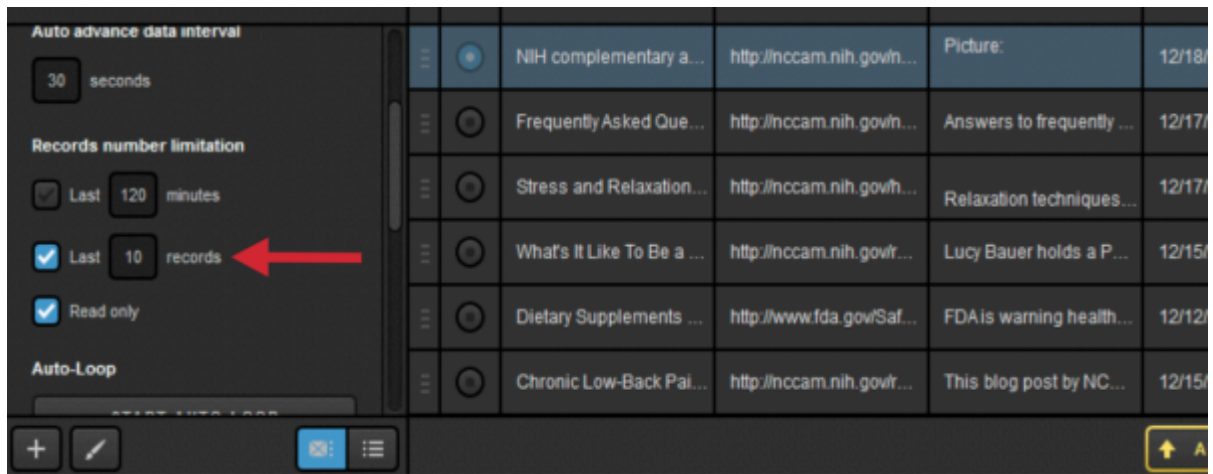 Auto advance data interval
30 seconds
Records number limitation
Last 120 minutes
Last 10 records
Read only
Auto-Loop
START AUTO LOOP
NIH complementary a... http://nccam.nih.gov/n... Picture: 12/18/
Frequently Asked Que... http://nccam.nih.gov/n... Answers to frequently ... 12/17/
Stress and Relaxation... http://nccam.nih.gov/h... Relaxation techniques... 12/17/
What's It Like To Be a ... http://nccam.nih.gov/r... Lucy Bauer holds a P... 12/15/
Dietary Supplements ... http://www.fda.gov/Saf... FDA is warning health... 12/12/
Chronic Low-Back Pai... http://nccam.nih.gov/r... This blog post by NC... 12/15/
A